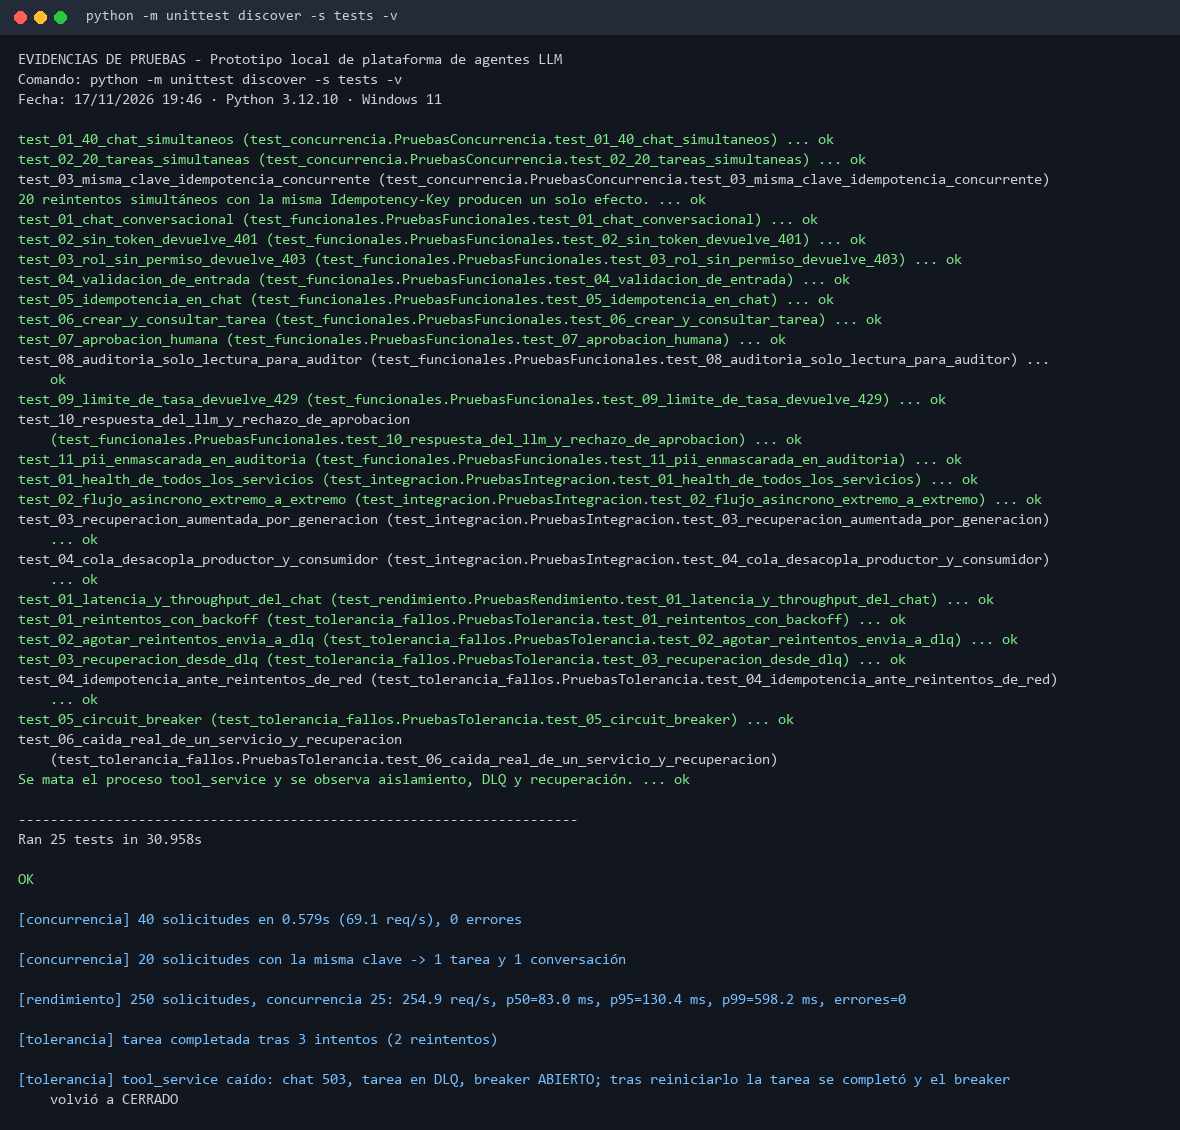 python -m unittest discover -s tests -v
EVIDENCIAS DE PRUEBAS - Prototipo local de plataforma de agentes LLM
Comando: python -m unittest discover -s tests -v
Fecha: 17/11/2026 19:46 · Python 3.12.10 · Windows 11
test_01_40_chat_simultaneos (test_concurrencia.PruebasConcurrencia.test_01_40_chat_simultaneos) ... ok
test_02_20_tareas_simultaneas (test_concurrencia.PruebasConcurrencia.test_02_20_tareas_simultaneas) ... ok
test_03_misma_clave_idempotencia_concurrente (test_concurrencia.PruebasConcurrencia.test_03_misma_clave_idempotencia_concurrente)
20 reintentos simultáneos con la misma Idempotency-Key producen un solo efecto. ... ok
test_01_chat_conversacional (test_funcionales.PruebasFuncionales.test_01_chat_conversacional) ... ok
test_02_sin_token_devuelve_401 (test_funcionales.PruebasFuncionales.test_02_sin_token_devuelve_401) ... ok
test_03_rol_sin_permiso_devuelve_403 (test_funcionales.PruebasFuncionales.test_03_rol_sin_permiso_devuelve_403) ... ok
test_04_validacion_de_entrada (test_funcionales.PruebasFuncionales.test_04_validacion_de_entrada) ... ok
test_05_idempotencia_en_chat (test_funcionales.PruebasFuncionales.test_05_idempotencia_en_chat) ... ok
test_06_crear_y_consultar_tarea (test_funcionales.PruebasFuncionales.test_06_crear_y_consultar_tarea) ... ok
test_07_aprobacion_humana (test_funcionales.PruebasFuncionales.test_07_aprobacion_humana) ... ok
test_08_auditoria_solo_lectura_para_auditor (test_funcionales.PruebasFuncionales.test_08_auditoria_solo_lectura_para_auditor) ...
ok
test_09_limite_de_tasa_devuelve_429 (test_funcionales.PruebasFuncionales.test_09_limite_de_tasa_devuelve_429) ... ok
test_10_respuesta_del_llm_y_rechazo_de_aprobacion
(test_funcionales.PruebasFuncionales.test_10_respuesta_del_llm_y_rechazo_de_aprobacion) ... ok
test_11_pii_enmascarada_en_auditoria (test_funcionales.PruebasFuncionales.test_11_pii_enmascarada_en_auditoria) ... ok
test_01_health_de_todos_los_servicios (test_integracion.PruebasIntegracion.test_01_health_de_todos_los_servicios) ... ok
test_02_flujo_asincrono_extremo_a_extremo (test_integracion.PruebasIntegracion.test_02_flujo_asincrono_extremo_a_extremo) ... ok
test_03_recuperacion_aumentada_por_generacion (test_integracion.PruebasIntegracion.test_03_recuperacion_aumentada_por_generacion)
... ok
test_04_cola_desacopla_productor_y_consumidor (test_integracion.PruebasIntegracion.test_04_cola_desacopla_productor_y_consumidor)
... ok
test_01_latencia_y_throughput_del_chat (test_rendimiento.PruebasRendimiento.test_01_latencia_y_throughput_del_chat) ... ok
test_01_reintentos_con_backoff (test_tolerancia_fallos.PruebasTolerancia.test_01_reintentos_con_backoff) ... ok
test_02_agotar_reintentos_envia_a_dlq (test_tolerancia_fallos.PruebasTolerancia.test_02_agotar_reintentos_envia_a_dlq) ... ok
test_03_recuperacion_desde_dlq (test_tolerancia_fallos.PruebasTolerancia.test_03_recuperacion_desde_dlq) ... ok
test_04_idempotencia_ante_reintentos_de_red (test_tolerancia_fallos.PruebasTolerancia.test_04_idempotencia_ante_reintentos_de_red)
... ok
test_05_circuit_breaker (test_tolerancia_fallos.PruebasTolerancia.test_05_circuit_breaker) ... ok
test_06_caida_real_de_un_servicio_y_recuperacion
(test_tolerancia_fallos.PruebasTolerancia.test_06_caida_real_de_un_servicio_y_recuperacion)
Se mata el proceso tool_service y se observa aislamiento, DLQ y recuperación. ... ok
----------------------------------------------------------------------
Ran 25 tests in 30.958s
OK
[concurrencia] 40 solicitudes en 0.579s (69.1 req/s), 0 errores
[concurrencia] 20 solicitudes con la misma clave -> 1 tarea y 1 conversación
[rendimiento] 250 solicitudes, concurrencia 25: 254.9 req/s, p50=83.0 ms, p95=130.4 ms, p99=598.2 ms, errores=0
[tolerancia] tarea completada tras 3 intentos (2 reintentos)
[tolerancia] tool_service caído: chat 503, tarea en DLQ, breaker ABIERTO; tras reiniciarlo la tarea se completó y el breaker
volvió a CERRADO